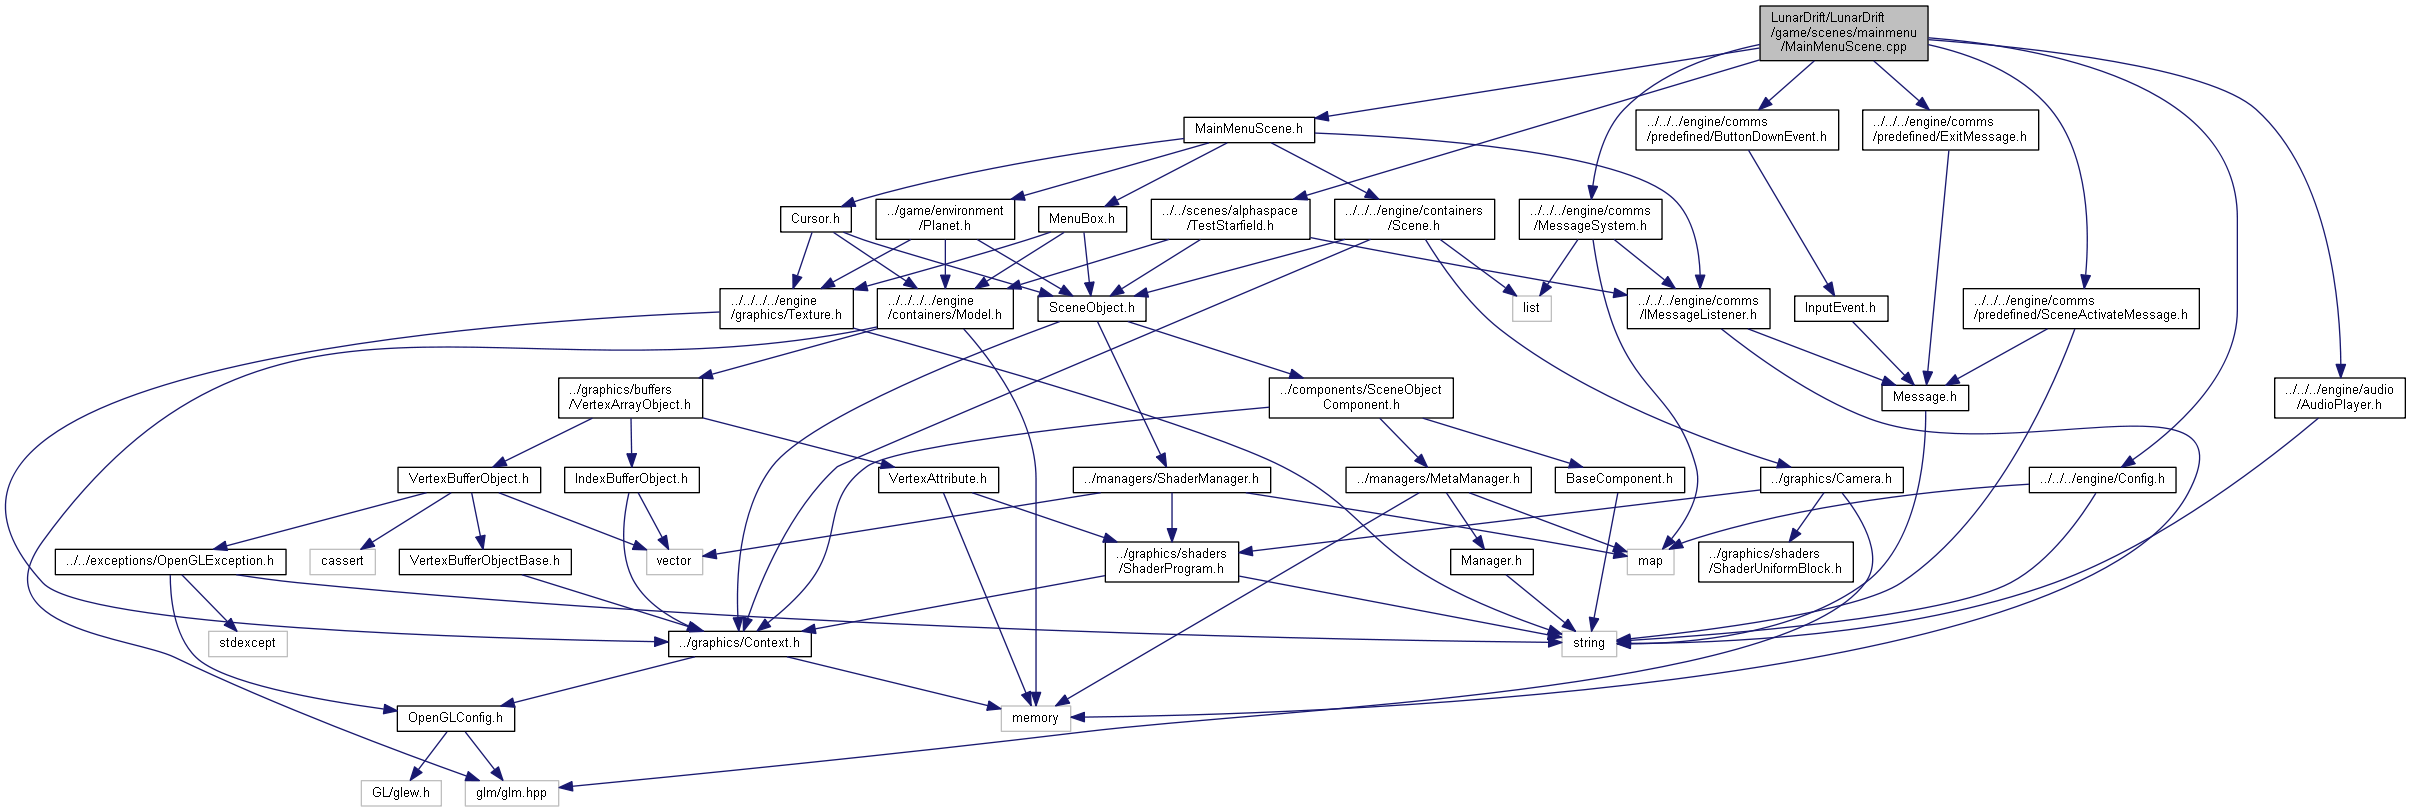 LunarDrift/LunarDrift
/game/scenes/mainmenu
/MainMenuScene.cpp
MainMenuScene.h
../../../engine/comms
/predefined/ButtonDownEvent.h
../../../engine/comms
/predefined/ExitMessage.h
Cursor.h
../game/environment
/Planet.h
MenuBox.h
../../scenes/alphaspace
/TestStarfield.h
../../../engine/containers
/Scene.h
../../../engine/comms
/MessageSystem.h
../../../../engine
/graphics/Texture.h
../../../../engine
/containers/Model.h
SceneObject.h
list
../../../engine/comms
/IMessageListener.h
InputEvent.h
../../../engine/comms
/predefined/SceneActivateMessage.h
../graphics/buffers
/VertexArrayObject.h
../components/SceneObject
Component.h
Message.h
../../../engine/audio
/AudioPlayer.h
VertexBufferObject.h
IndexBufferObject.h
VertexAttribute.h
../managers/ShaderManager.h
../managers/MetaManager.h
BaseComponent.h
../graphics/Camera.h
../../../engine/Config.h
../../exceptions/OpenGLException.h
cassert
VertexBufferObjectBase.h
vector
../graphics/shaders
/ShaderProgram.h
Manager.h
map
../graphics/shaders
/ShaderUniformBlock.h
stdexcept
../graphics/Context.h
string
OpenGLConfig.h
memory
GL/glew.h
glm/glm.hpp